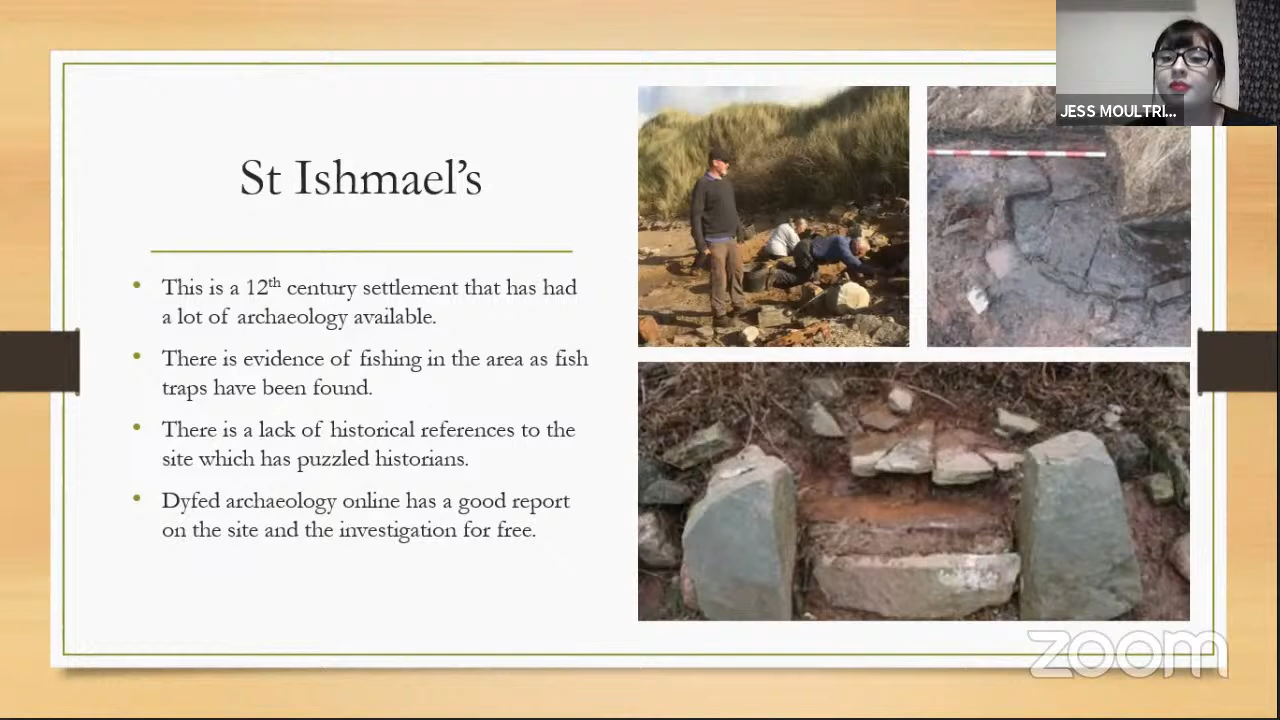 JESS MOULTRI...
St Ishmael's
• This is a 12th century settlement that has had
a lot of archaeology available.
• There is evidence of fishing in the area as fish
traps have been found.
• There is a lack of historical references to the
site which has puzzled historians.
• Dyfed archaeology online has a good report
on the site and the investigation for free.
zoom